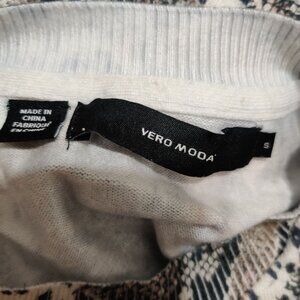 MADE IN
CHINA
FABRIQUÉ
EN CHINE
VERO MODA
S